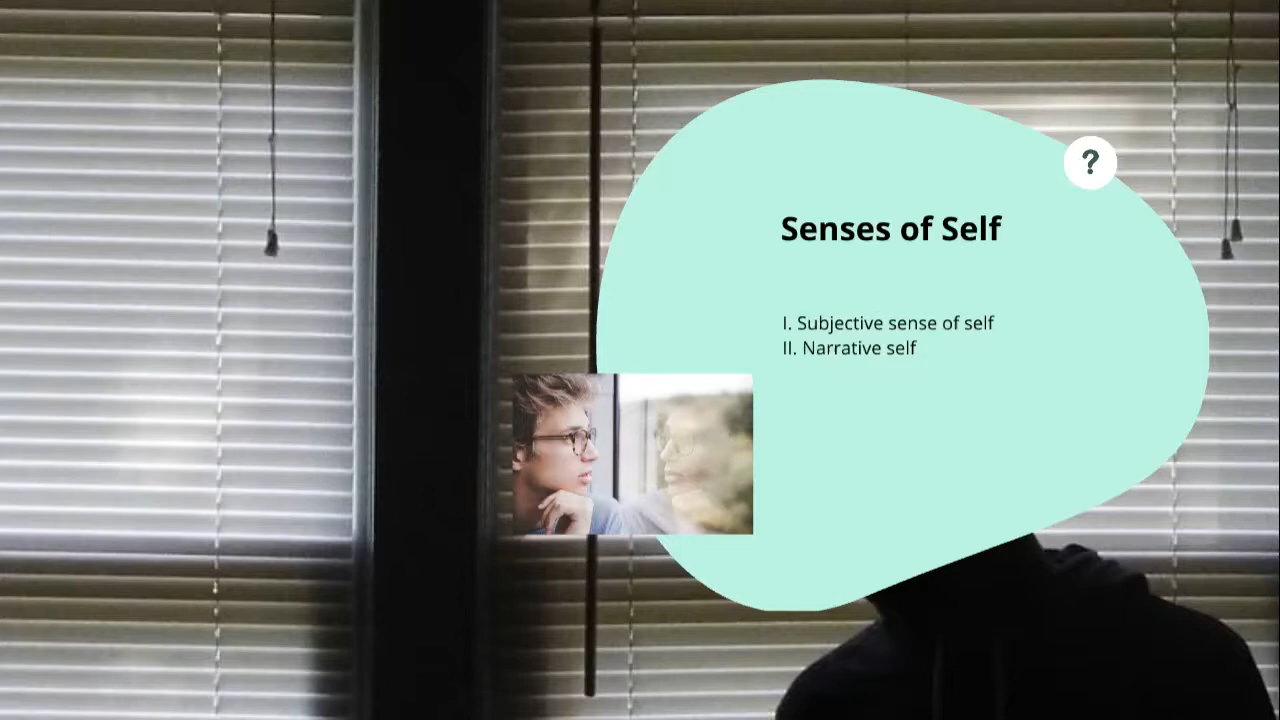 ?
Senses of Self
I. Subjective sense of self
II. Narrative self